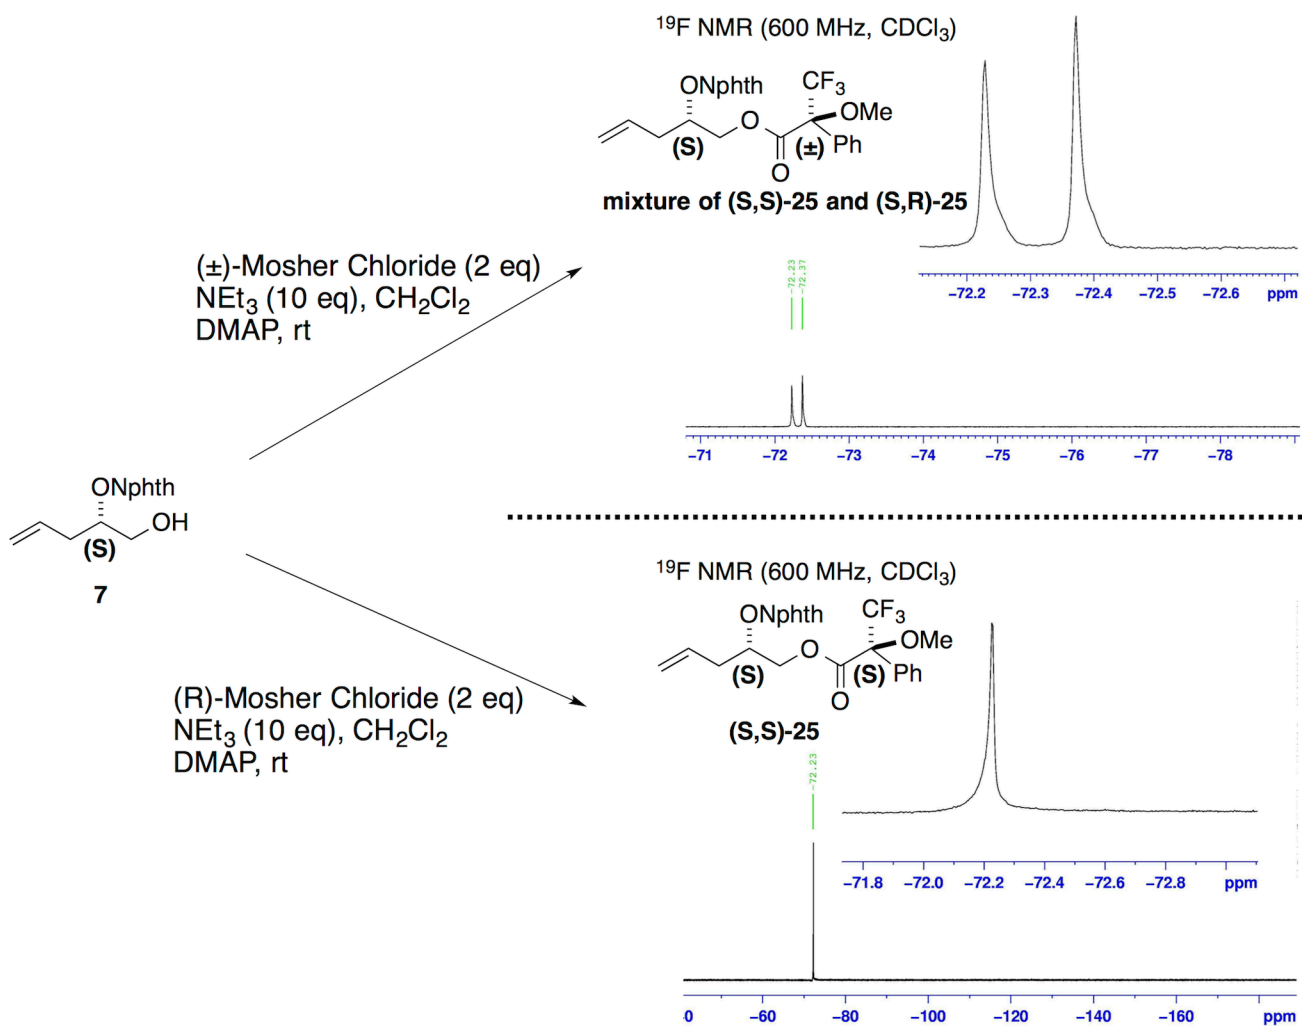 ¹⁹F NMR (600 MHz, CDCl₃)
ONphth
CF₃
O
OMe
(S)
(±)
Ph
O
mixture of (S,S)-25 and (S,R)-25
−72.2 −72.3 −72.4 −72.5 −72.6 ppm
(±)-Mosher Chloride (2 eq)
NEt₃ (10 eq), CH₂Cl₂
DMAP, rt
−72.23
−72.37
−71 −72 −73 −74 −75 −76 −77 −78
ONphth
OH
(S)
7
¹⁹F NMR (600 MHz, CDCl₃)
ONphth
CF₃
O
OMe
(S)
(S)
Ph
O
(S,S)-25
(R)-Mosher Chloride (2 eq)
NEt₃ (10 eq), CH₂Cl₂
DMAP, rt
−72.23
−71.8 −72.0 −72.2 −72.4 −72.6 −72.8 ppm
0 −60 −80 −100 −120 −140 −160 ppm